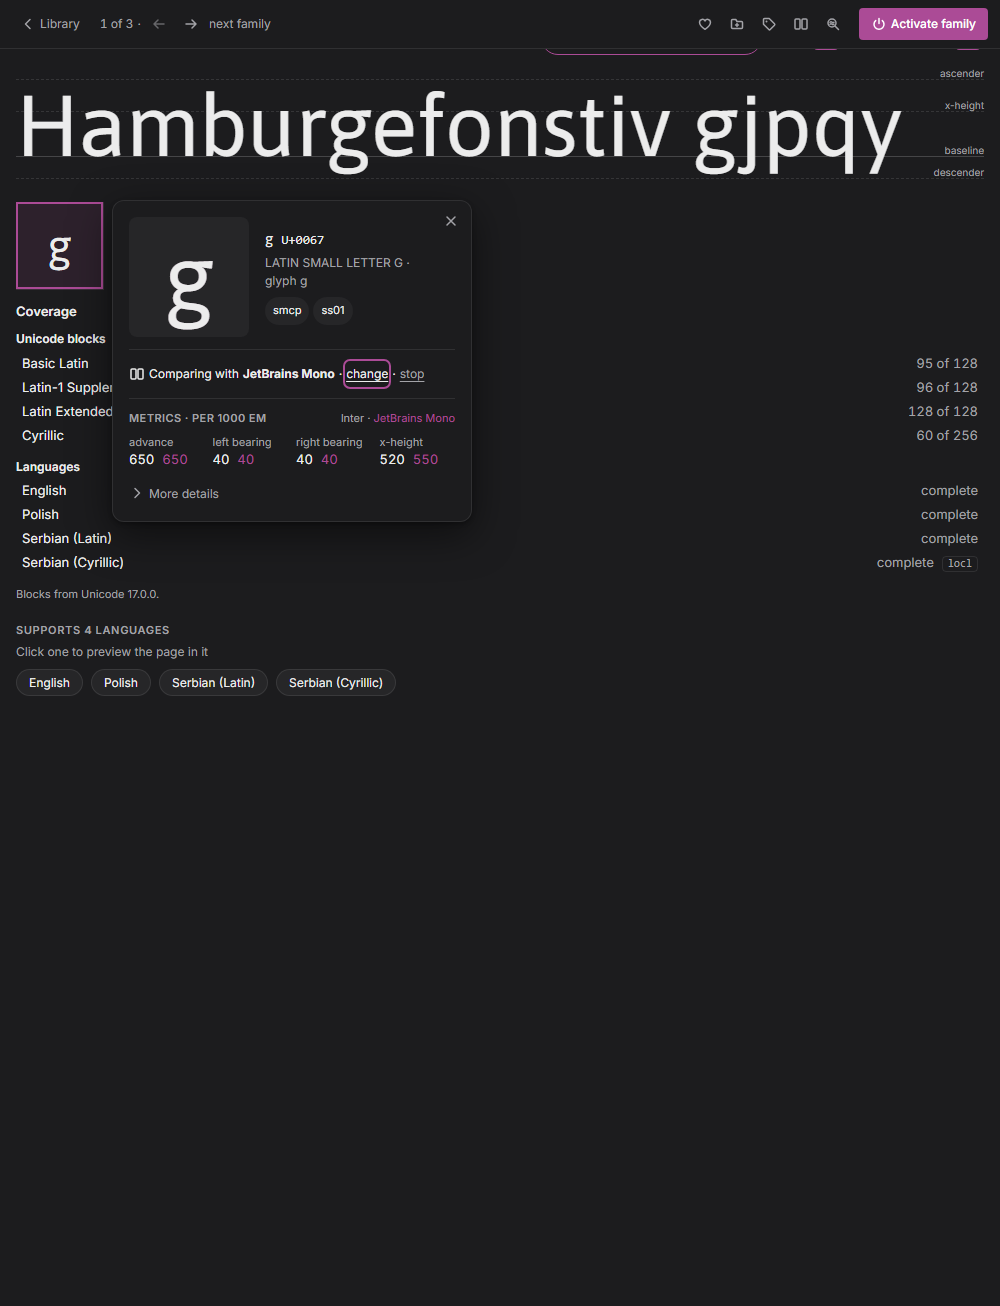 Library 1 of 3 · next family Activate family
ascender
x-height
Hamburgefonstiv gjpqy
baseline
descender
g
g
g U+0067
LATIN SMALL LETTER G ·
glyph g
smcp ss01
Comparing with JetBrains Mono · change · stop
METRICS · PER 1000 EM Inter · JetBrains Mono
advance left bearing right bearing x-height
650 650 40 40 40 40 520 550
More details
Coverage
Unicode blocks
Basic Latin 95 of 128
Latin-1 Suppler 96 of 128
Latin Extended 128 of 128
Cyrillic 60 of 256
Languages
English complete
Polish complete
Serbian (Latin) complete
Serbian (Cyrillic) complete locl
Blocks from Unicode 17.0.0.
SUPPORTS 4 LANGUAGES
Click one to preview the page in it
English Polish Serbian (Latin) Serbian (Cyrillic)